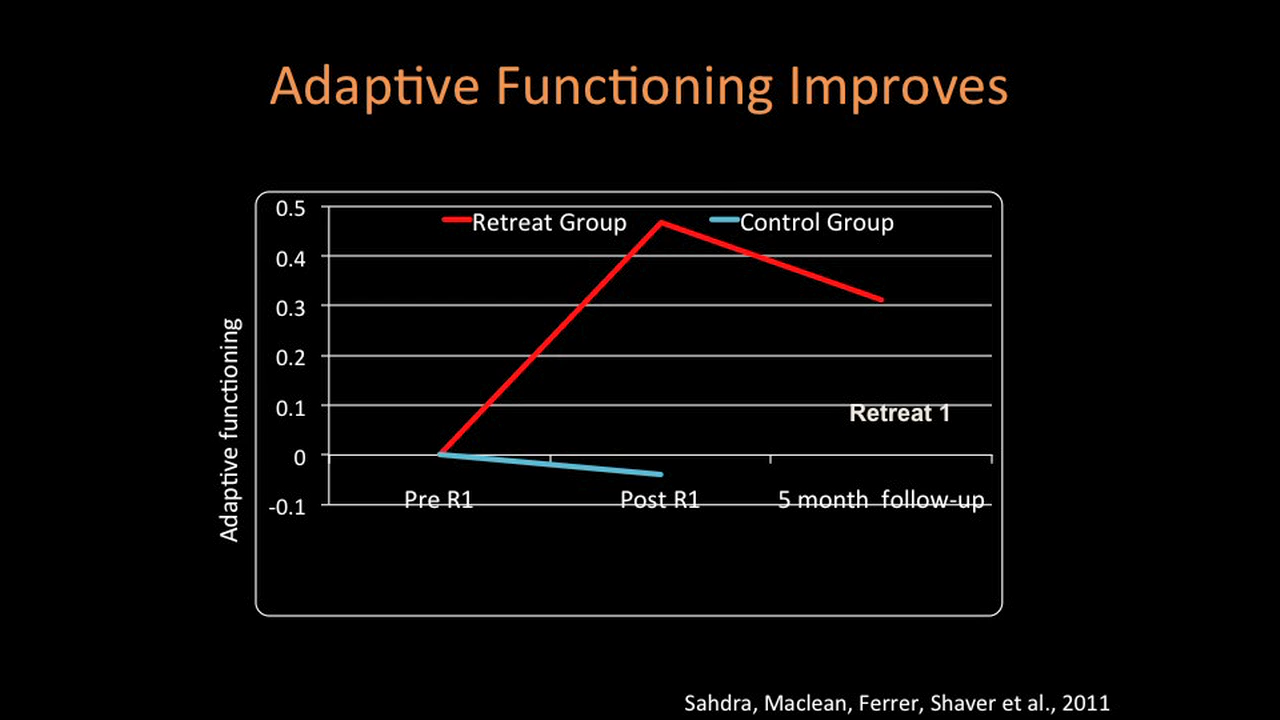 Adaptive Functioning Improves
0.5
Retreat Group
Control Group
0.4
0.3
0.2
0.1
Retreat 1
0
-0.1
Pre R1
Post R1
5 month follow-up
Adaptive functioning
Sahdra, Maclean, Ferrer, Shaver et al., 2011